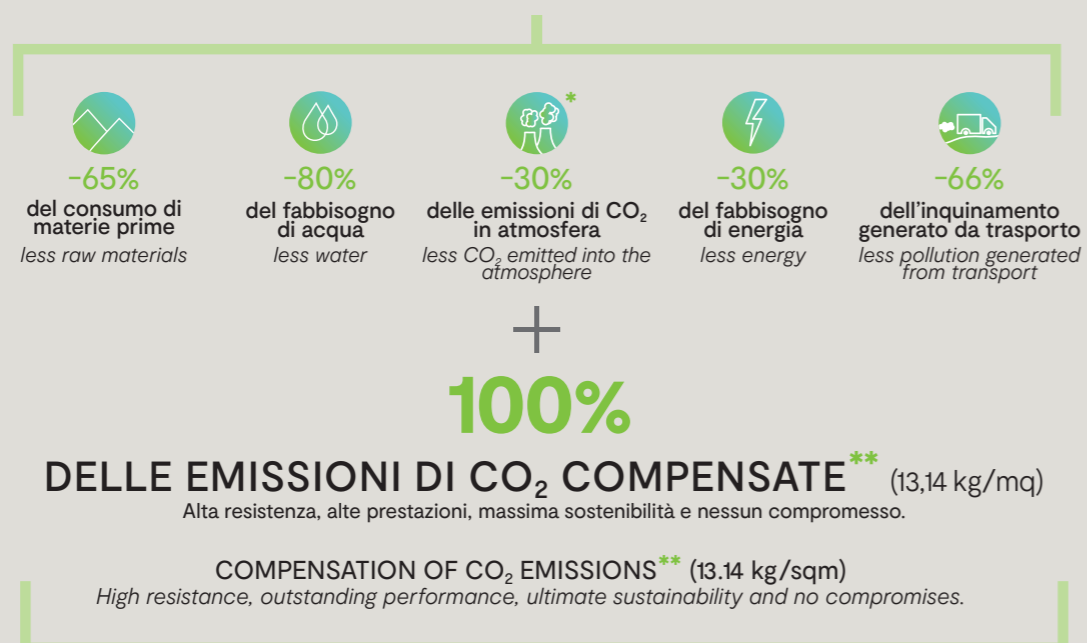 *
-65%
del consumo di
materie prime
less raw materials
-80%
del fabbisogno
di acqua
less water
-30%
delle emissioni di CO₂
in atmosfera
less CO₂ emitted into the
atmosphere
-30%
del fabbisogno
di energia
less energy
-66%
dell'inquinamento
generato da trasporto
less pollution generated
from transport
+
100%
DELLE EMISSIONI DI CO₂ COMPENSATE** (13,14 kg/mq)
Alta resistenza, alte prestazioni, massima sostenibilità e nessun compromesso.
COMPENSATION OF CO₂ EMISSIONS** (13.14 kg/sqm)
High resistance, outstanding performance, ultimate sustainability and no compromises.